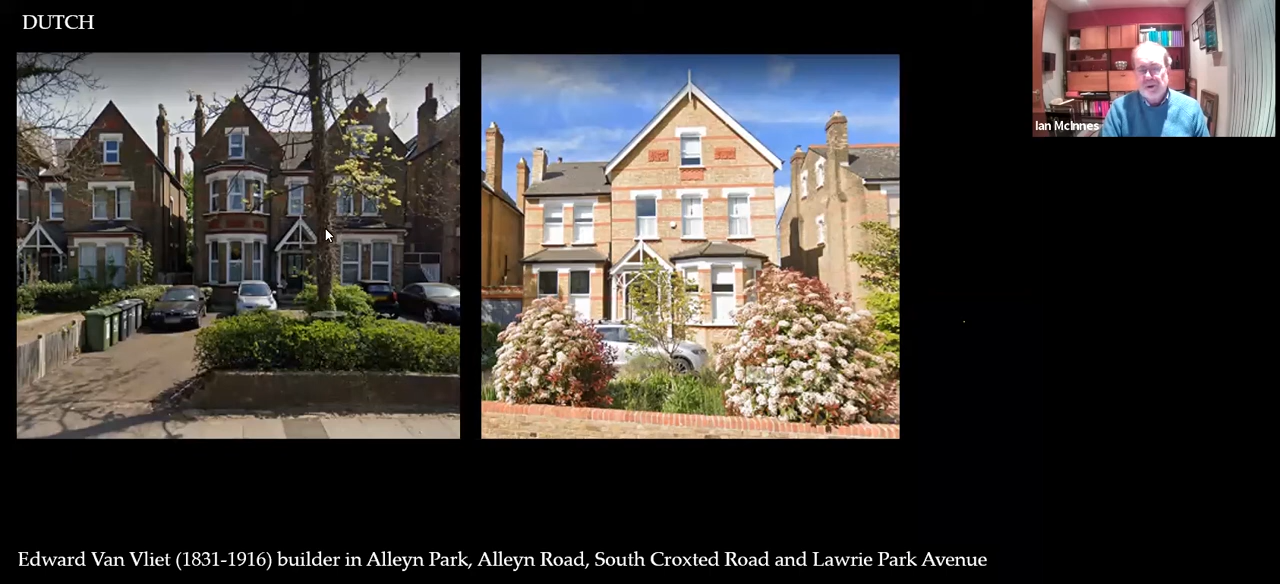 DUTCH
Ian McInnes
Edward Van Vliet (1831-1916) builder in Alleyn Park, Alleyn Road, South Croxted Road and Lawrie Park Avenue